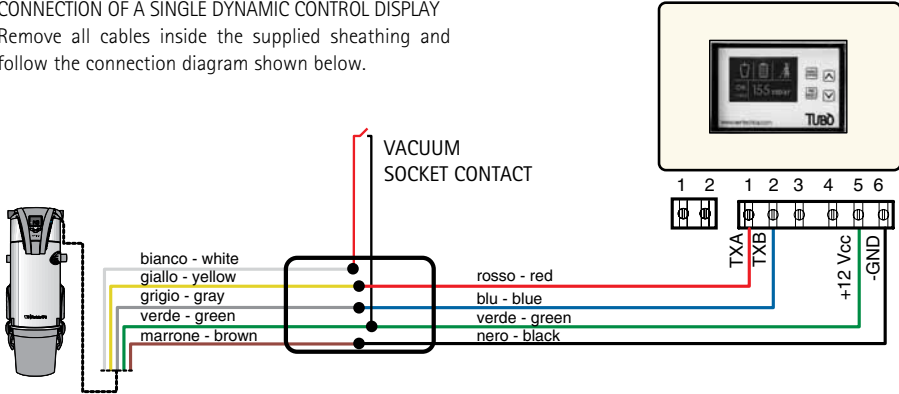 CONNECTION OF A SINGLE DYNAMIC CONTROL DISPLAY
Remove all cables inside the supplied sheathing and
follow the connection diagram shown below.
VACUUM
SOCKET CONTACT
155
TUBÒ
1 2 1 2 3 4 5 6
TXA
TXB
+12 Vcc
-GND
bianco - white
giallo - yellow
grigio - gray
verde - green
marrone - brown
rosso - red
blu - blue
verde - green
nero - black